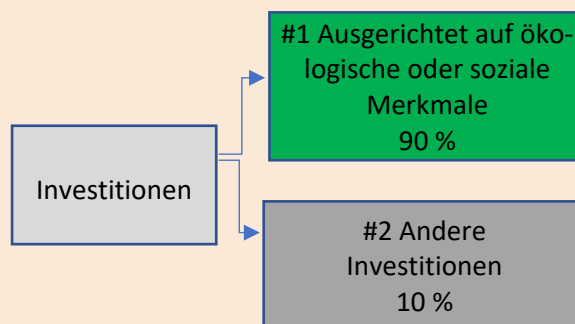 #1 Ausgerichtet auf öko-
logische oder soziale
Merkmale
90 %
Investitionen
#2 Andere
Investitionen
10 %